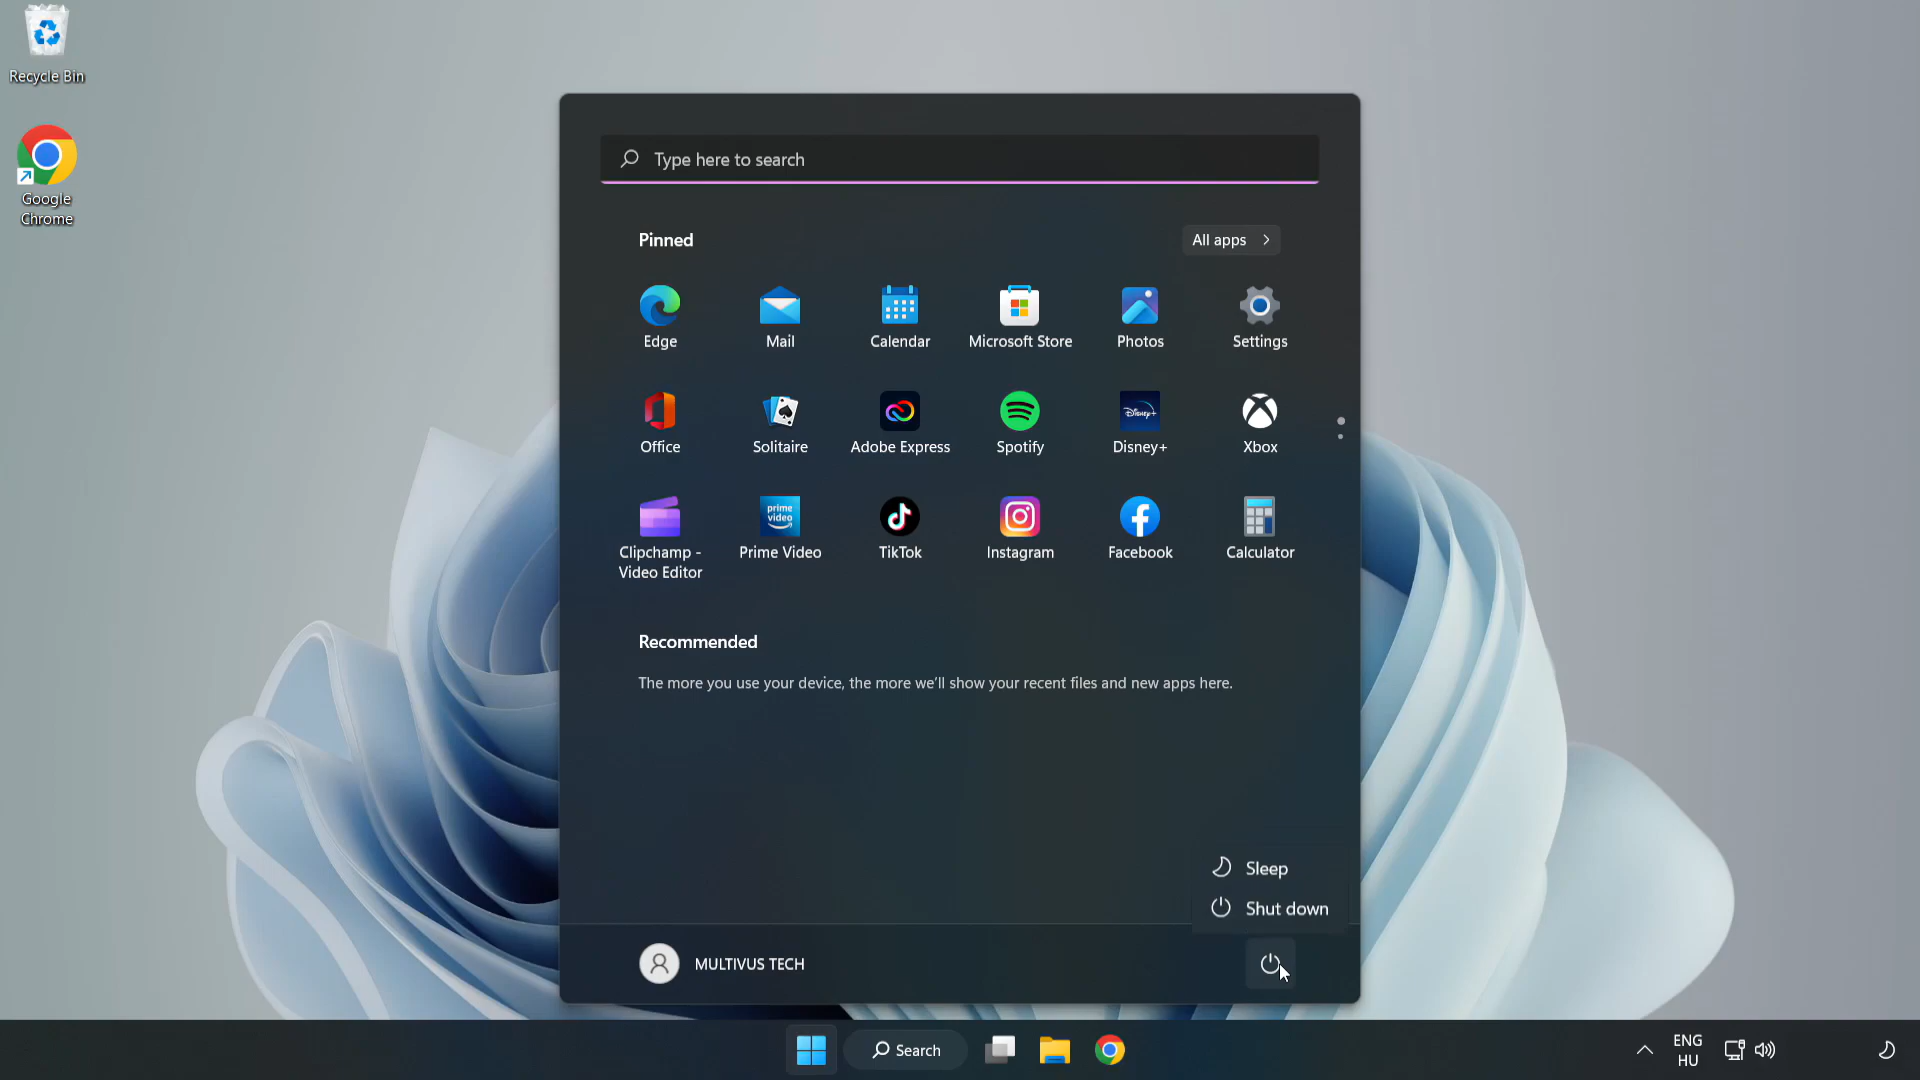 Recycle Bin
Google
Chrome
Type here to search
Pinned
All apps
Edge
Mail
Calendar
Microsoft Store
Photos
Settings
Office
Solitaire
Adobe Express
Spotify
Disney+
Disney+
Xbox
Clipchamp -
Video Editor
prime
video
Prime Video
TikTok
Instagram
Facebook
Calculator
Recommended
The more you use your device, the more we'll show your recent files and new apps here.
Sleep
Shut down
MULTIVUS TECH
Search
ENG
HU